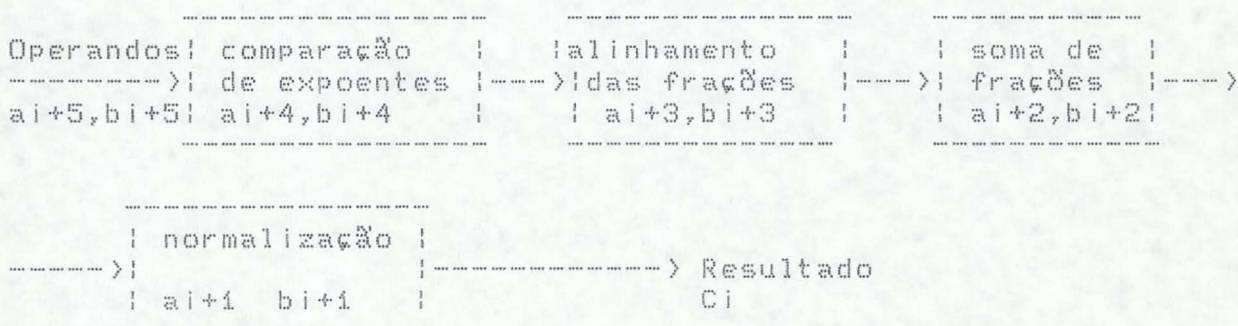 Operandos comparação alinhamento soma de
de expoentes das frações frações
ai+5,bi+5 ai+4,bi+4 ai+3,bi+3 ai+2,bi+2
normalização
Resultado
ai+1 bi+1 Ci